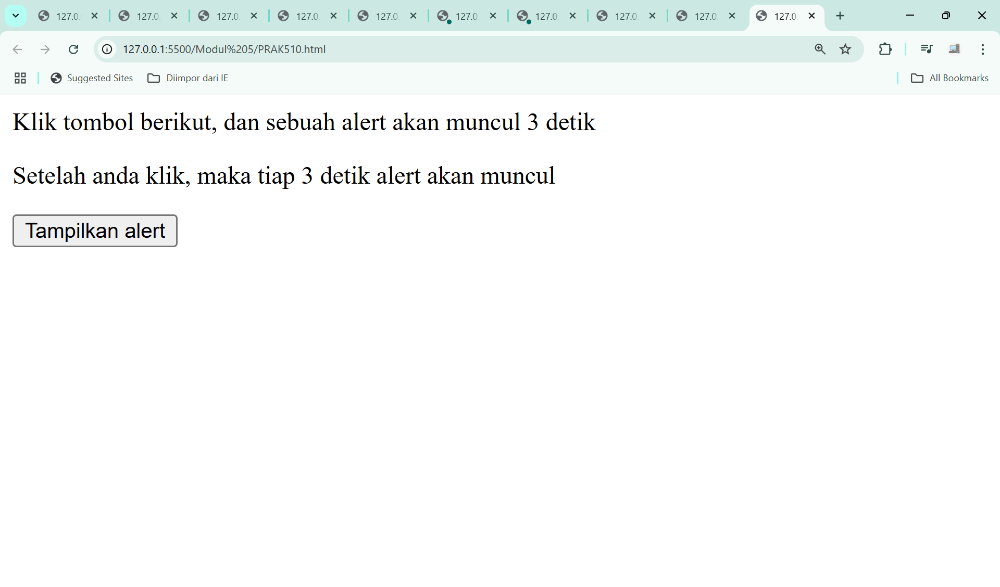 127.0. 127.0. 127.0. 127.0. 127.0. 127.0. 127.0. 127.0. 127.0. 127.0.
127.0.0.1:5500/Modul%205/PRAK510.html
Suggested Sites Diimpor dari IE All Bookmarks
Klik tombol berikut, dan sebuah alert akan muncul 3 detik
Setelah anda klik, maka tiap 3 detik alert akan muncul
Tampilkan alert